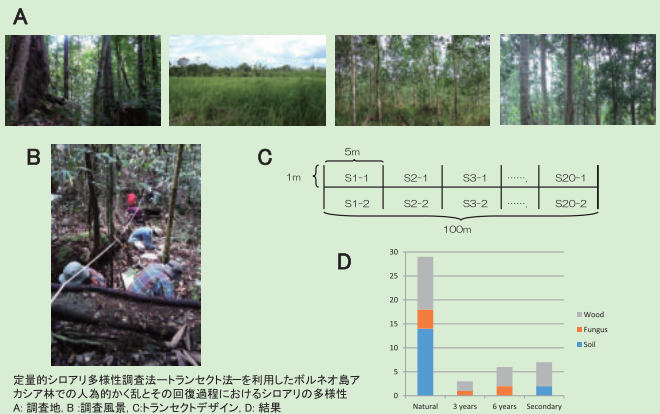 A
B
C
5m
1m
S1-1 S2-1 S3-1 ……. S20-1
S1-2 S2-2 S3-2 ……. S20-2
100m
D
30
25
20
15
10
5
0
Natural 3 years 6 years Secondary
Wood
Fungus
Soil
定量的シロアリ多様性調査法ートランセクト法ーを利用したボルネオ島ア
カシア林での人為的かく乱とその回復過程におけるシロアリの多様性
A: 調査地, B :調査風景, C:トランセクトデザイン, D: 結果